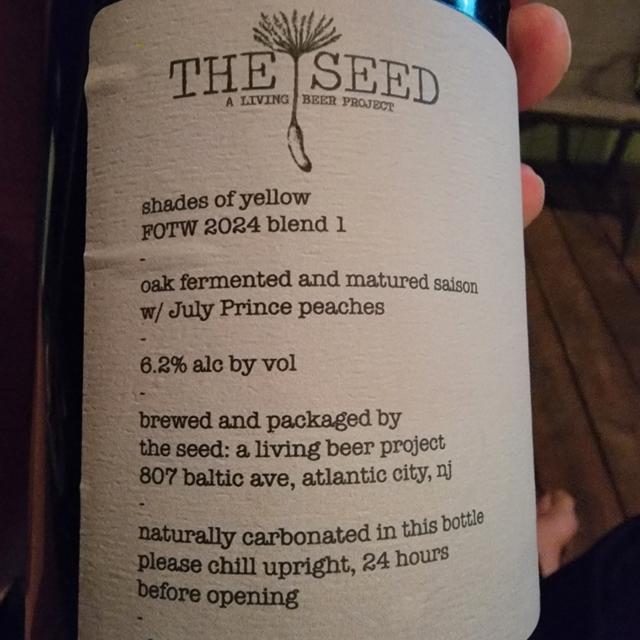 THE SEED
A LIVING BEER PROJECT
shades of yellow
FOTW 2024 blend 1
-
oak fermented and matured saison
w/ July Prince peaches
-
6.2% alc by vol
-
brewed and packaged by
the seed: a living beer project
807 baltic ave, atlantic city, nj
-
naturally carbonated in this bottle
please chill upright, 24 hours
before opening
-